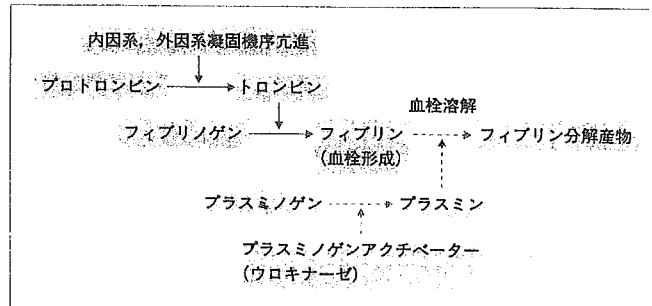 内因系，外因系凝固機序亢進
プロトロンビン トロンビン
血栓溶解
フィブリノゲン フィブリン フィブリン分解産物
(血栓形成)
プラスミノゲン プラスミン
プラスミノゲンアクチベーター
(ウロキナーゼ)